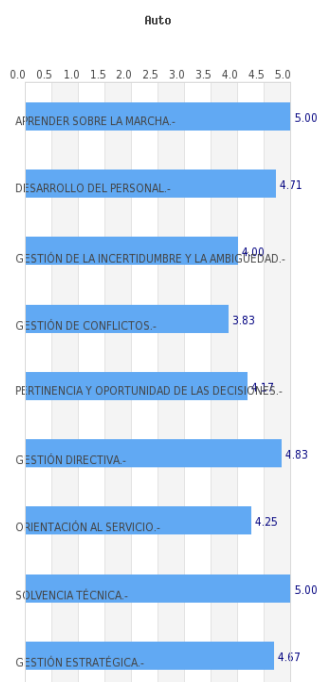 Auto
0.0 0.5 1.0 1.5 2.0 2.5 3.0 3.5 4.0 4.5 5.0
APRENDER SOBRE LA MARCHA.- 5.00
DESARROLLO DEL PERSONAL.- 4.71
GESTIÓN DE LA INCERTIDUMBRE Y LA AMBIGÜEDAD.- 4.00
GESTIÓN DE CONFLICTOS.- 3.83
PERTINENCIA Y OPORTUNIDAD DE LAS DECISIONES.- 4.17
GESTIÓN DIRECTIVA.- 4.83
ORIENTACIÓN AL SERVICIO.- 4.25
SOLVENCIA TÉCNICA.- 5.00
GESTIÓN ESTRATÉGICA.- 4.67